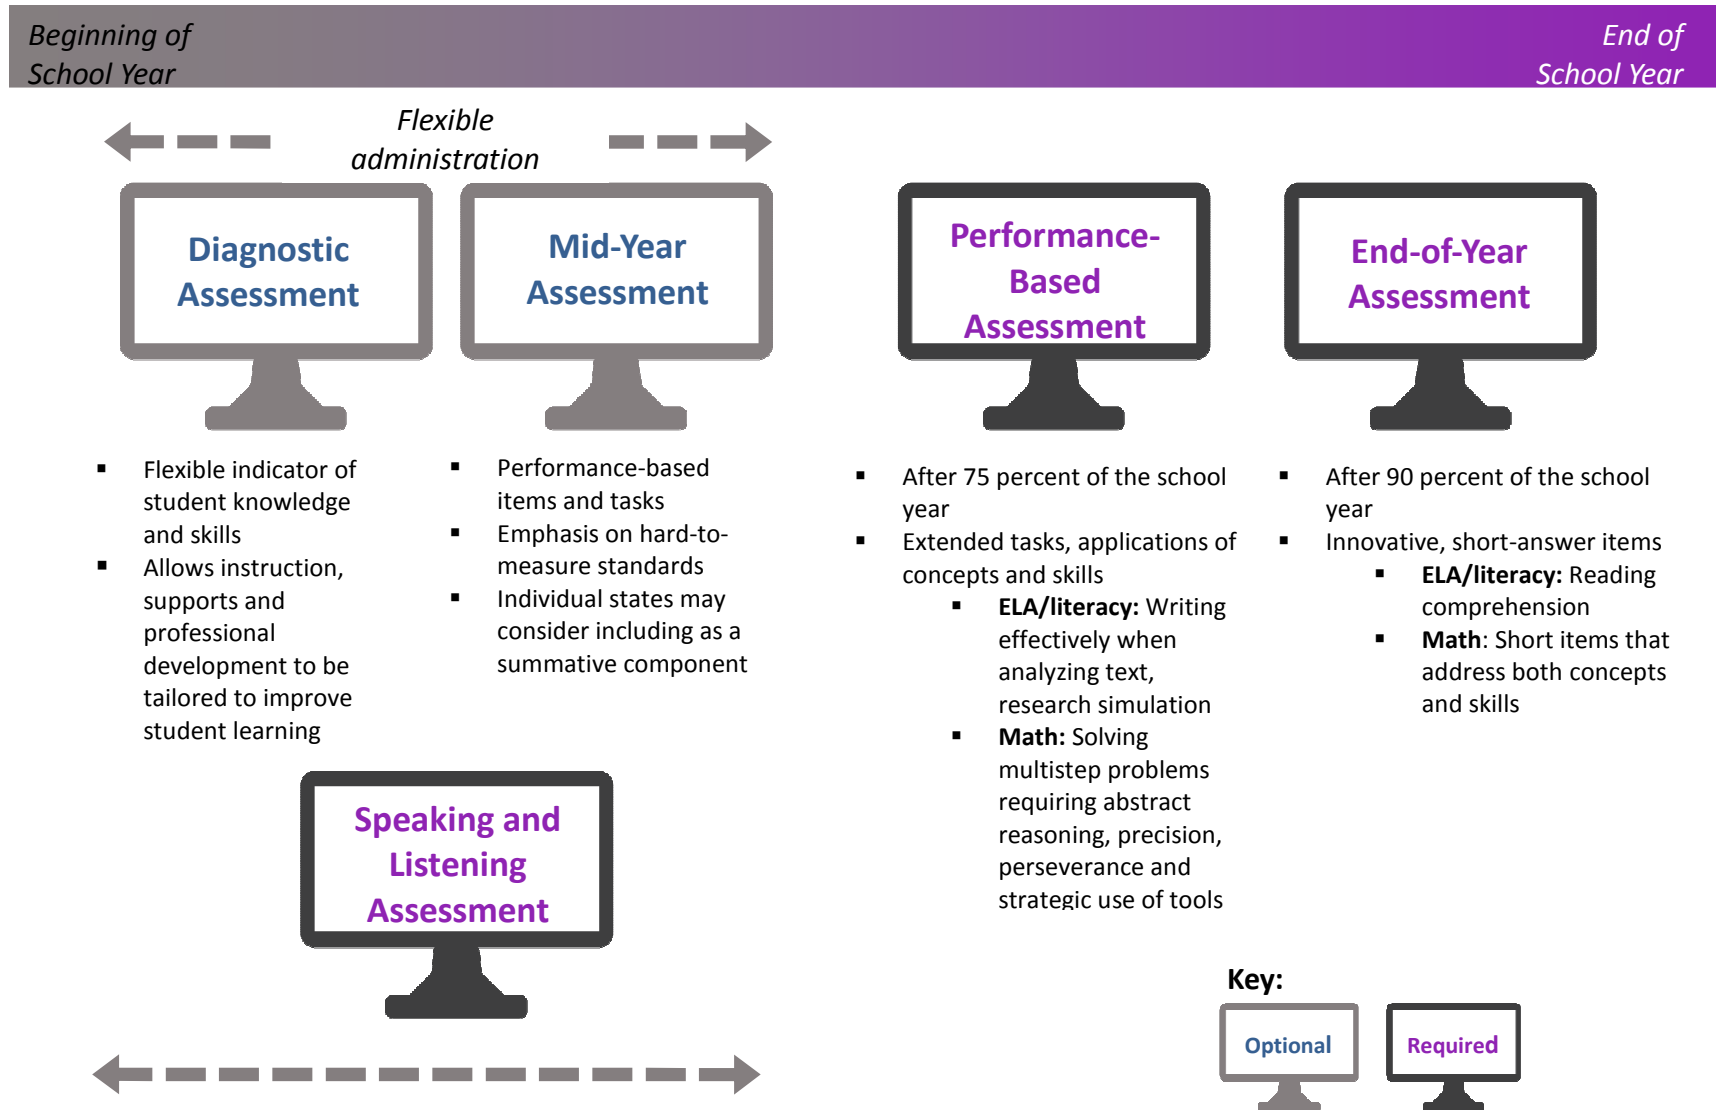 Beginning of
School Year
End of
School Year
Flexible
administration
Diagnostic
Assessment
Mid-Year
Assessment
Performance-
Based
Assessment
End-of-Year
Assessment
▪ Flexible indicator of
student knowledge
and skills
▪ Allows instruction,
supports and
professional
development to be
tailored to improve
student learning
▪ Performance-based
items and tasks
▪ Emphasis on hard-to-
measure standards
▪ Individual states may
consider including as a
summative component
▪ After 75 percent of the school
year
▪ Extended tasks, applications of
concepts and skills
▪ ELA/literacy: Writing
effectively when
analyzing text,
research simulation
▪ Math: Solving
multistep problems
requiring abstract
reasoning, precision,
perseverance and
strategic use of tools
▪ After 90 percent of the school
year
▪ Innovative, short-answer items
▪ ELA/literacy: Reading
comprehension
▪ Math: Short items that
address both concepts
and skills
Speaking and
Listening
Assessment
Key:
Optional
Required